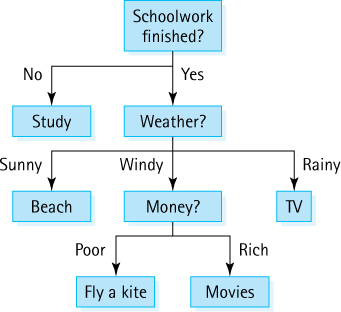 Schoolwork
finished?
No
Yes
Study
Weather?
Sunny
Windy
Rainy
Beach
Money?
TV
Poor
Rich
Fly a kite
Movies